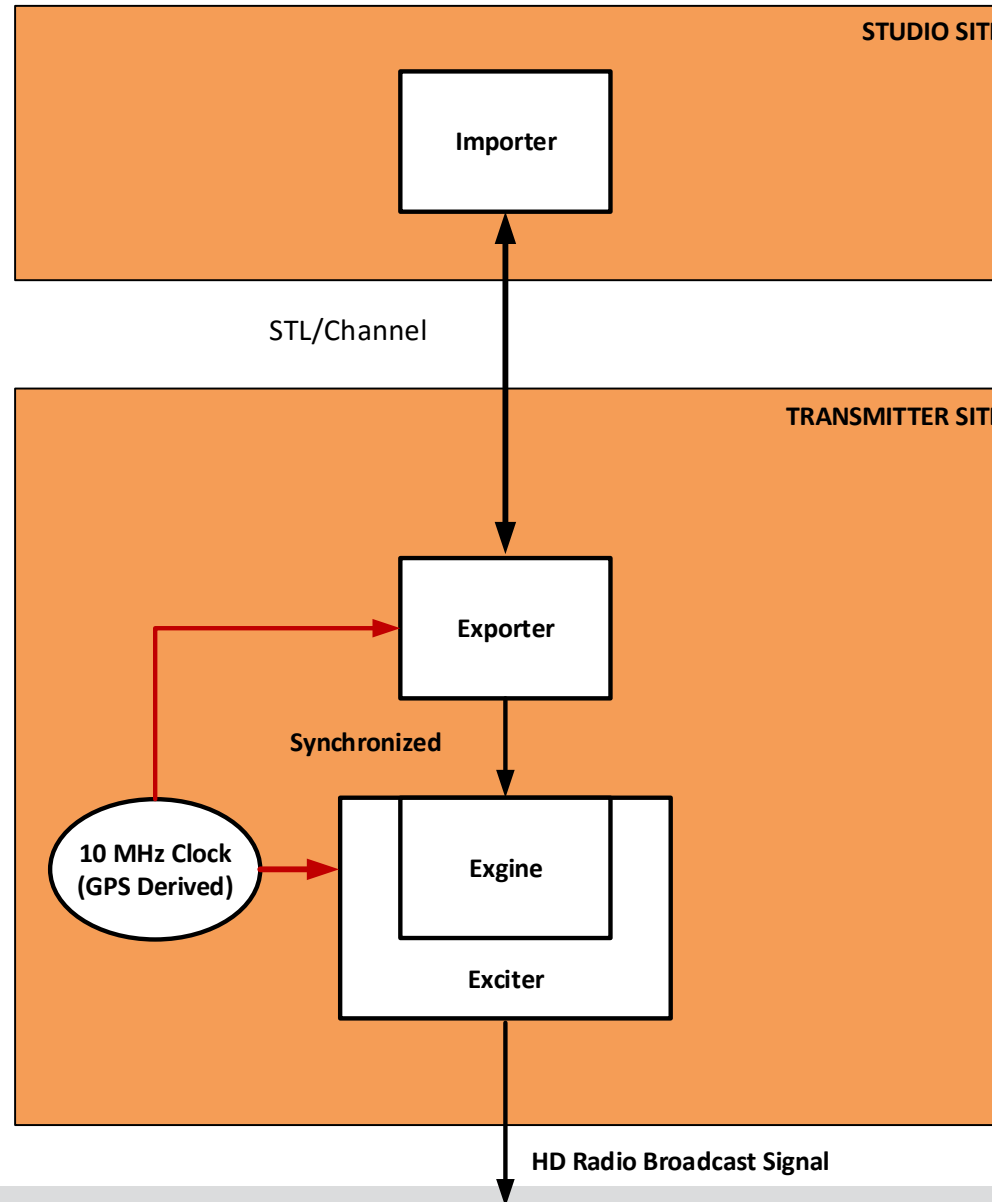 STUDIO SIT
Importer
STL/Channel
TRANSMITTER SIT
Exporter
Synchronized
10 MHz Clock
(GPS Derived)
Exgine
Exciter
HD Radio Broadcast Signal